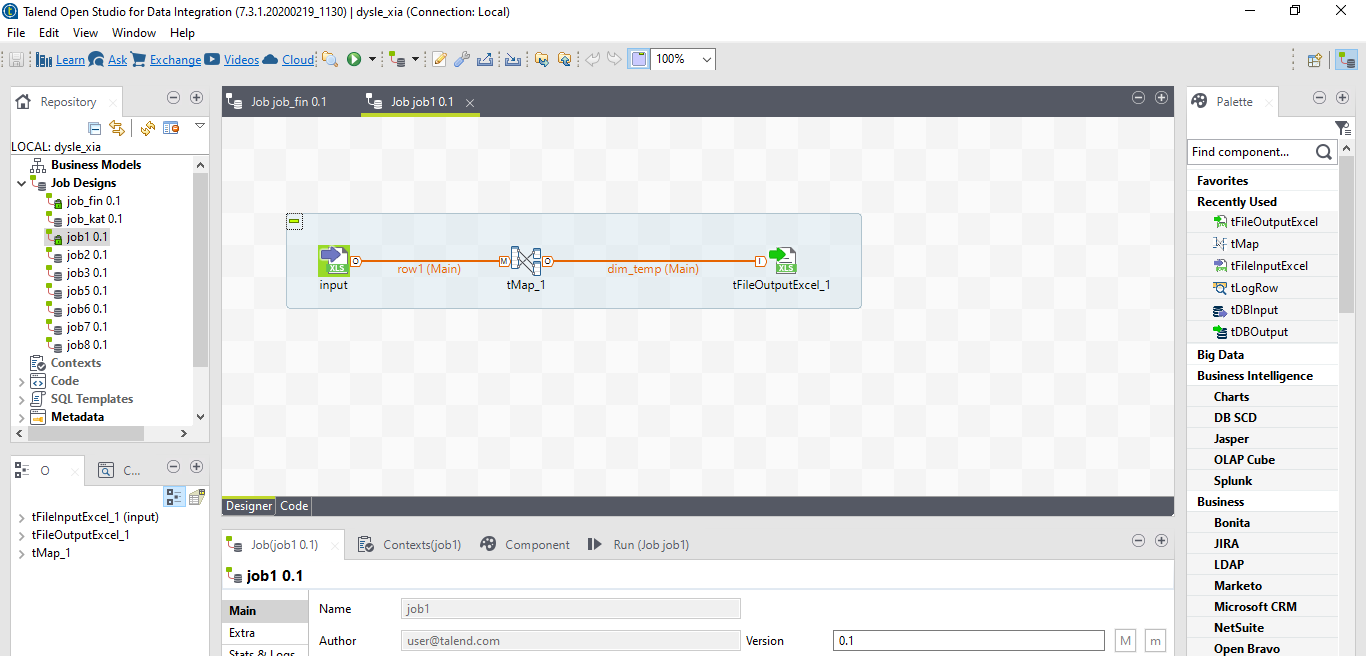 Talend Open Studio for Data Integration (7.3.1.20200219_1130) | dysle_xia (Connection: Local)
File Edit View Window Help
Learn Ask Exchange Videos Cloud 100%
Repository
LOCAL: dysle_xia
Business Models
Job Designs
job_fin 0.1
job_kat 0.1
job1 0.1
job2 0.1
job3 0.1
job5 0.1
job6 0.1
job7 0.1
job8 0.1
Contexts
Code
SQL Templates
Metadata
O C...
tFileInputExcel_1 (input)
tFileOutputExcel_1
tMap_1
Job job_fin 0.1 Job job1 0.1
XLS O row1 (Main) M O dim_temp (Main) I XLS
input tMap_1 tFileOutputExcel_1
Designer Code
Job(job1 0.1) Contexts(job1) Component Run (Job job1)
job1 0.1
Main
Extra
Stats & Logs
Name job1
Author user@talend.com Version 0.1 M m
Palette
Find component...
Favorites
Recently Used
tFileOutputExcel
tMap
tFileInputExcel
tLogRow
tDBInput
tDBOutput
Big Data
Business Intelligence
Charts
DB SCD
Jasper
OLAP Cube
Splunk
Business
Bonita
JIRA
LDAP
Marketo
Microsoft CRM
NetSuite
Open Bravo